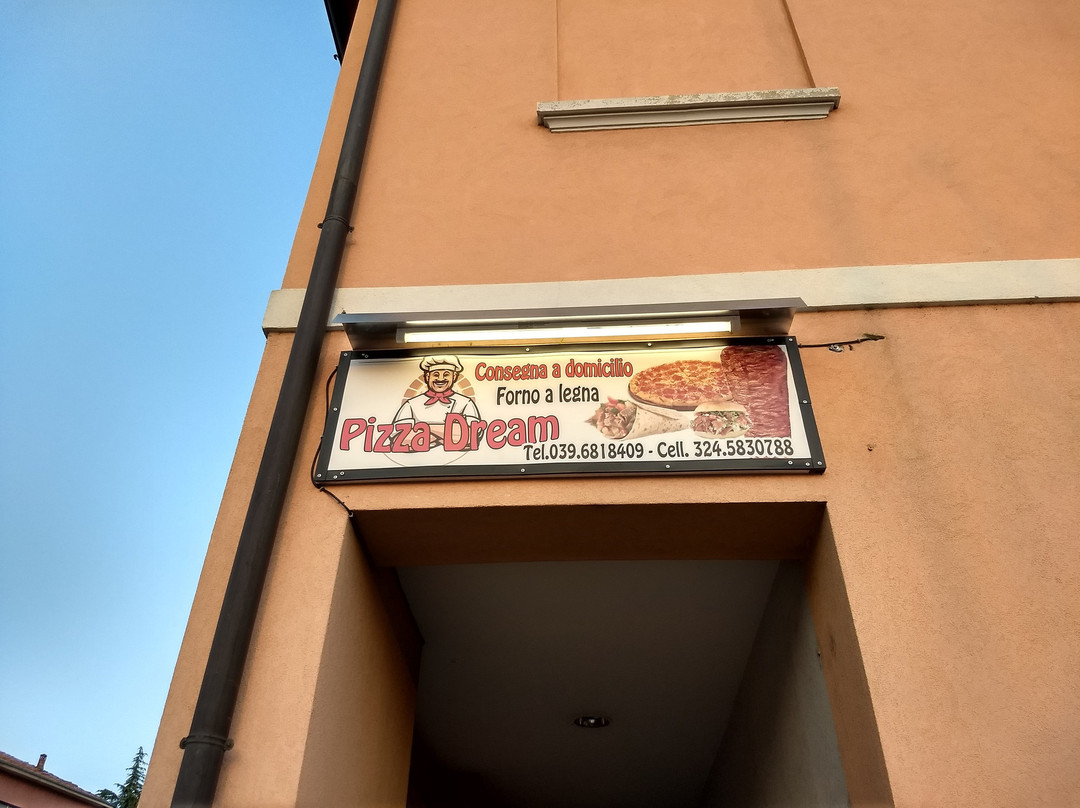 Consegna a domicilio
Forno a legna
Pizza Dream
Tel.039.6818409 - Cell. 324.5830788